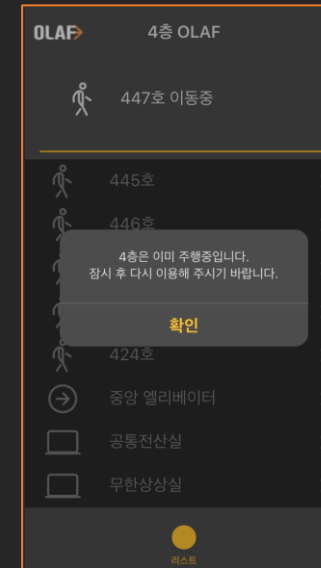 OLAF
4층 OLAF
447호 이동중
445호
446호
4층은 이미 주행중입니다.
잠시 후 다시 이용해 주시기 바랍니다.
확인
424호
중앙 엘리베이터
공통전산실
무한상상실
리스트